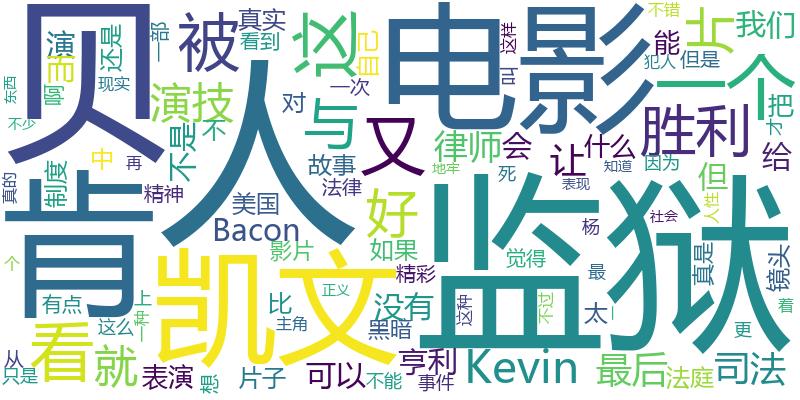 贝
人
电影
监狱
肯
凯文
看
被
这
又
一个
片
胜利
演技
与
好
律师
会
让
什么
给
但
能
我们
真实
看到
自己
一部
还是
演
当
啊
东西
现实
不少
不是
不
对
一次
叫
这样
不错
犯人
但是
才
把
制度
中
再
真的
精神
故事
法律
地牢
死
知道
表现
因为
美国
Bacon
影片
如果
觉得
杨
社会
人性
真是
镜头
个
有点
一种
上
这么
主角
正义
比
没有
精彩
黑暗
这种
不过
最
太
一
更
着
就
从
只是
表演
想
片子
可以
不能
亨利
事件
Kevin
最后
法庭
司法